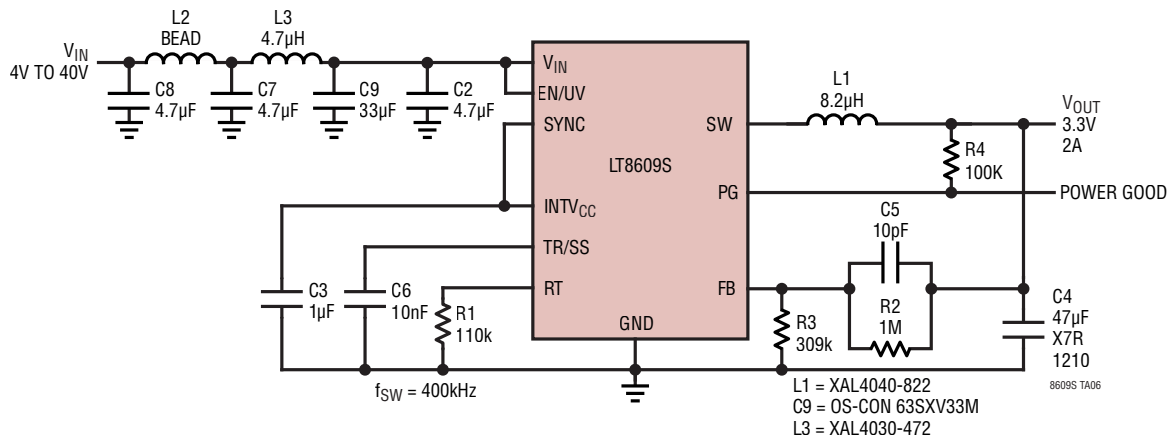 L2
BEAD
L3
4.7µH
VIN
4V TO 40V
C8
4.7µF
C7
4.7µF
C9
33µF
C2
4.7µF
VIN
EN/UV
SYNC
INTVCC
TR/SS
RT
LT8609S
SW
PG
FB
GND
L1
8.2µH
VOUT
3.3V
2A
R4
100K
POWER GOOD
C5
10pF
R2
1M
R3
309k
C4
47µF
X7R
1210
C3
1µF
C6
10nF
R1
110k
fSW = 400kHz
L1 = XAL4040-822
C9 = OS-CON 63SXV33M
L3 = XAL4030-472
8609S TA06